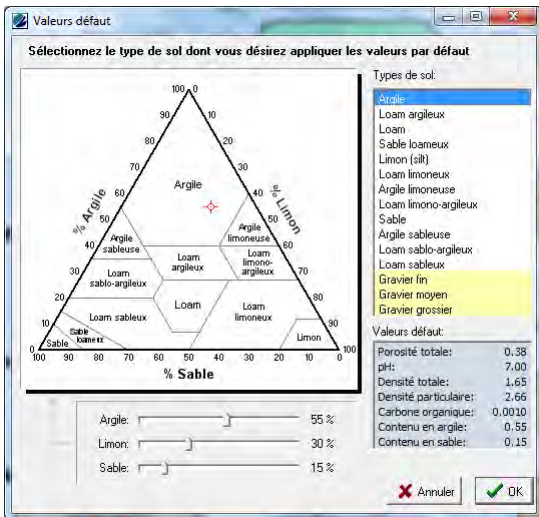 Valeurs défaut
Sélectionnez le type de sol dont vous désirez appliquer les valeurs par défaut
100 0
90 10
80 20
70 30
60 40
50 50
40 60
30 70
20 80
10 90
0 100
% Argile
% Limon
Argile
Argile sableuse
Argile limoneuse
Loam argileux
Loam limono-argileux
Loam sablo-argileux
Loam
Loam limoneux
Loam sableux
Sable loameux
Sable
Limon
100 90 80 70 60 50 40 30 20 10 0
% Sable
Argile: 55 %
Limon: 30 %
Sable: 15 %
Types de sol:
Argile
Loam argileux
Loam
Sable loameux
Limon (silt)
Loam limoneux
Argile limoneuse
Loam limono-argileux
Sable
Argile sableuse
Loam sablo-argileux
Loam sableux
Gravier fin
Gravier moyen
Gravier grossier
Valeurs défaut:
Porosité totale: 0.38
pH: 7.00
Densité totale: 1.65
Densité particulaire: 2.66
Carbone organique: 0.0010
Contenu en argile: 0.55
Contenu en sable: 0.15
Annuler
OK